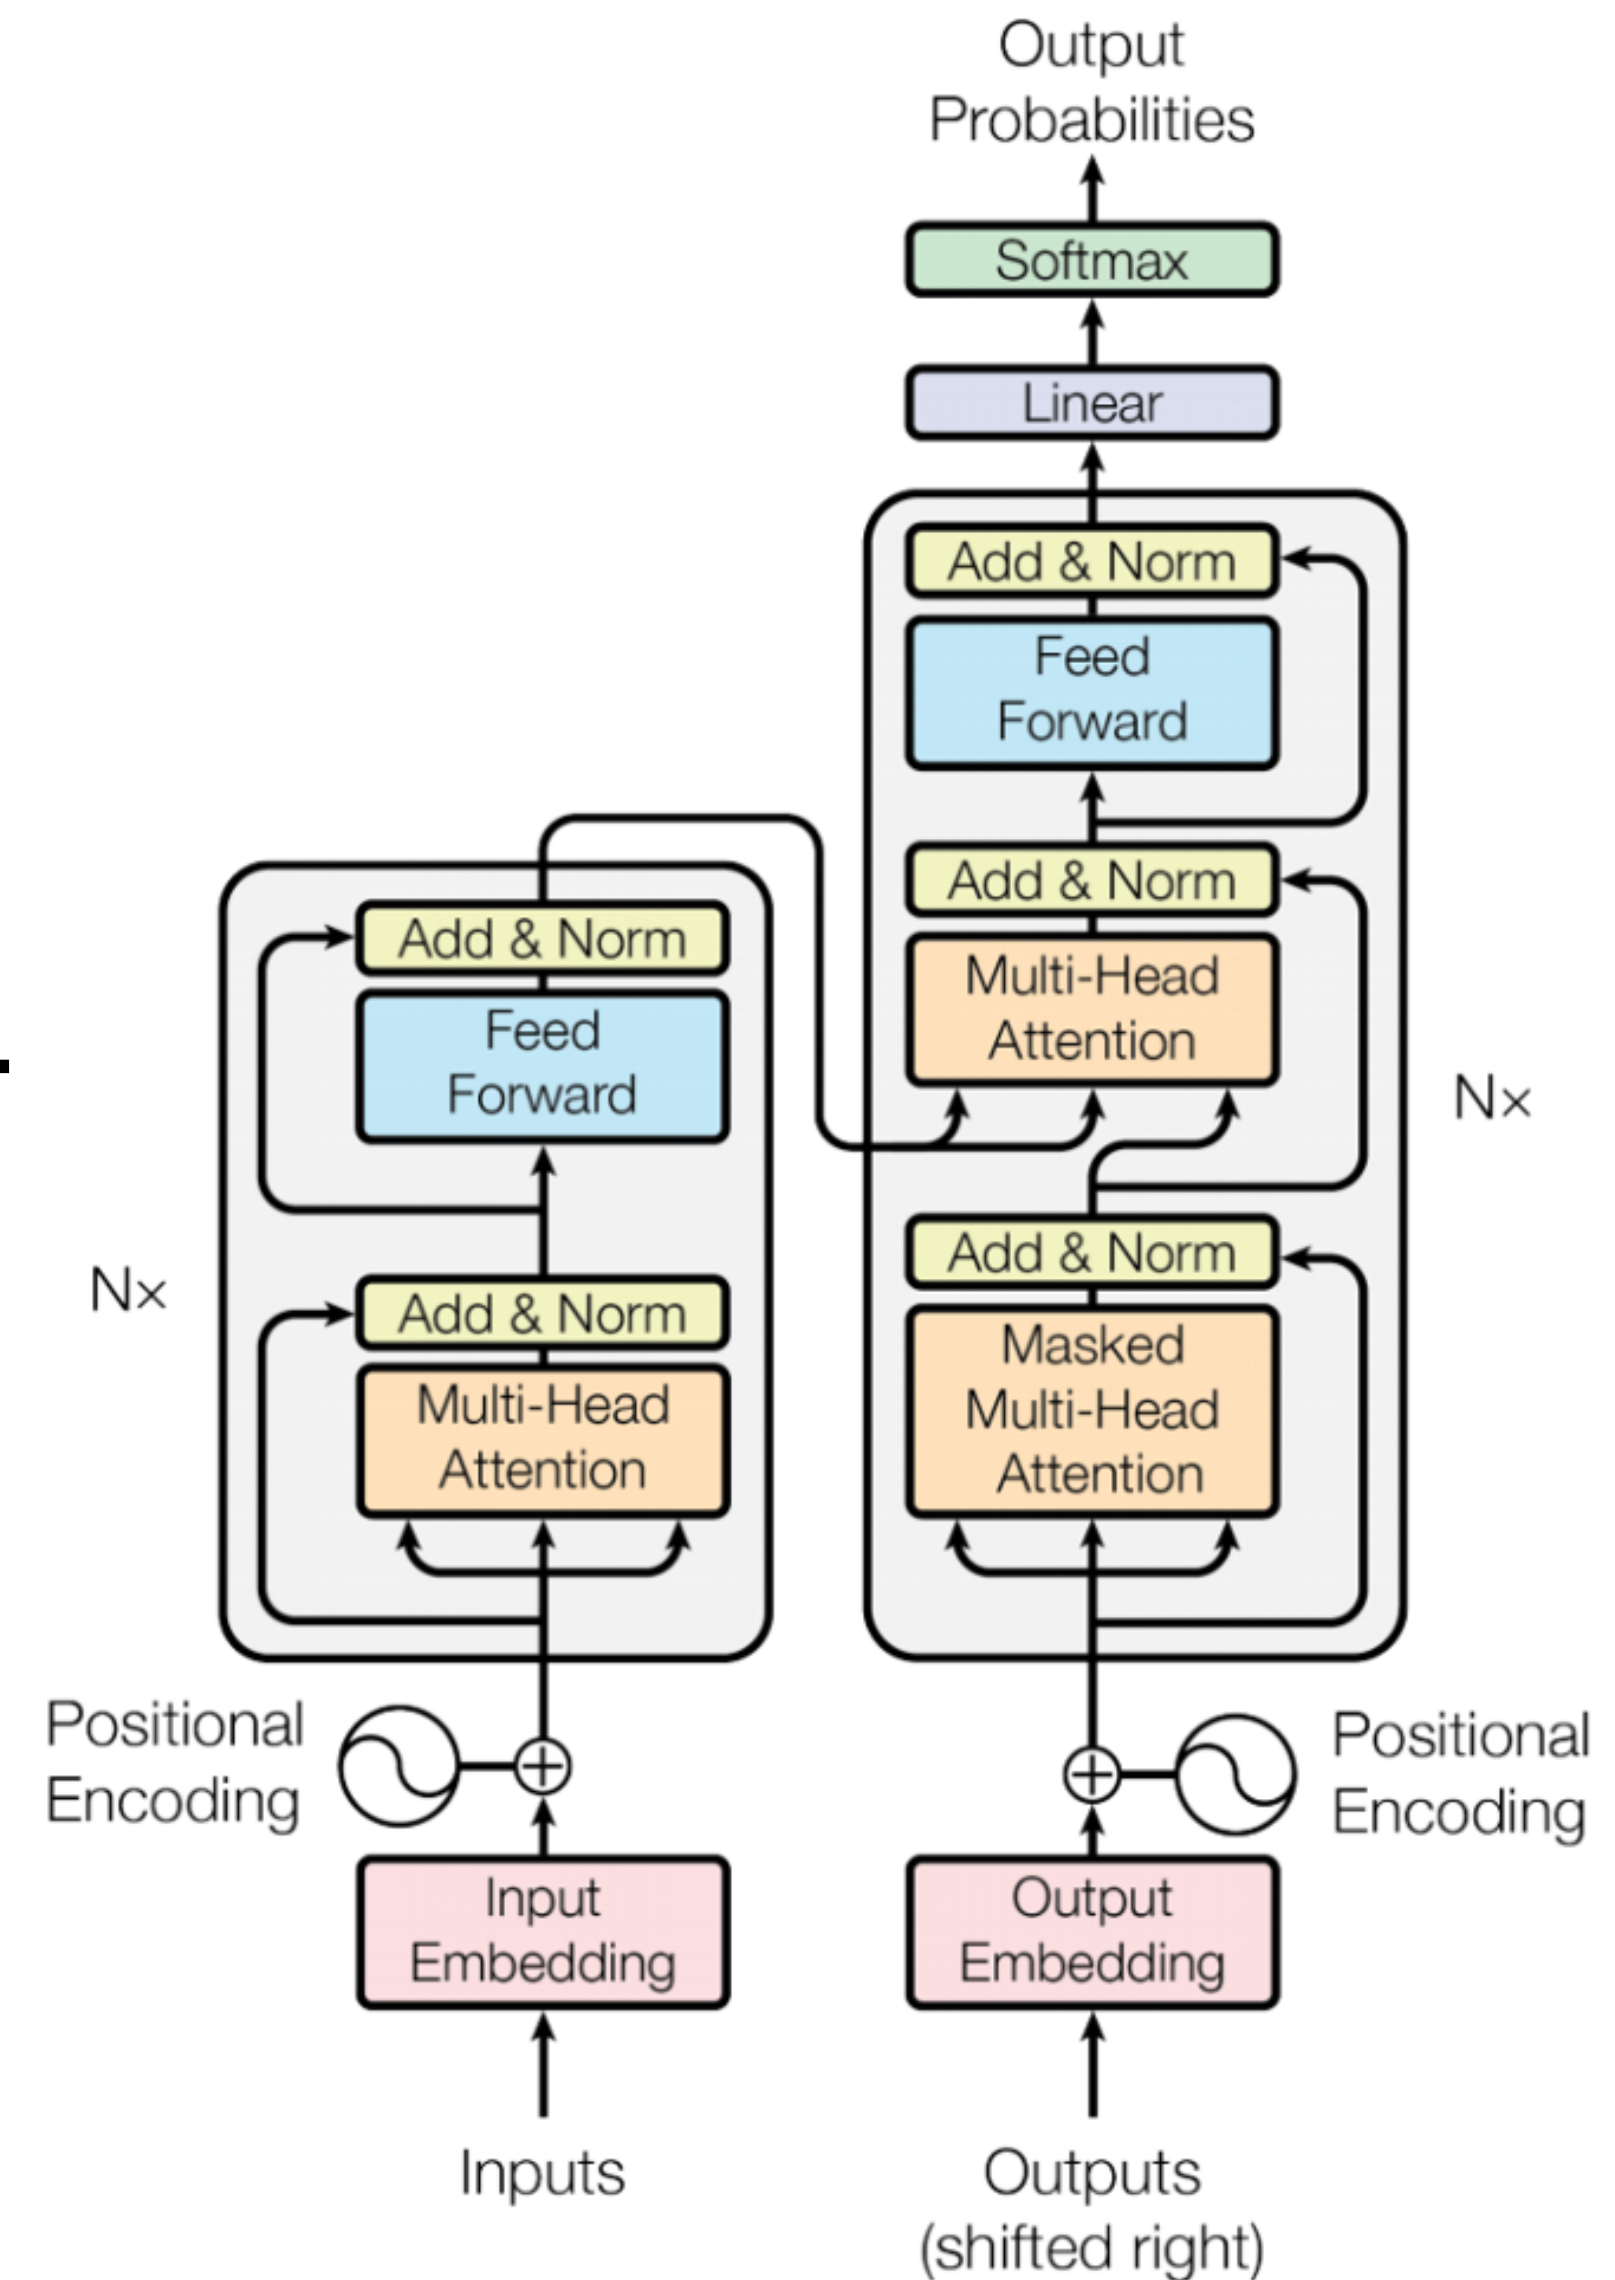 Output
Probabilities
Softmax
Linear
Add & Norm
Feed
Forward
Add & Norm
Multi-Head
Attention
Nx
Add & Norm
Masked
Multi-Head
Attention
Add & Norm
Feed
Forward
Nx
Add & Norm
Multi-Head
Attention
Positional
Encoding
Positional
Encoding
Input
Embedding
Output
Embedding
Inputs
Outputs
(shifted right)